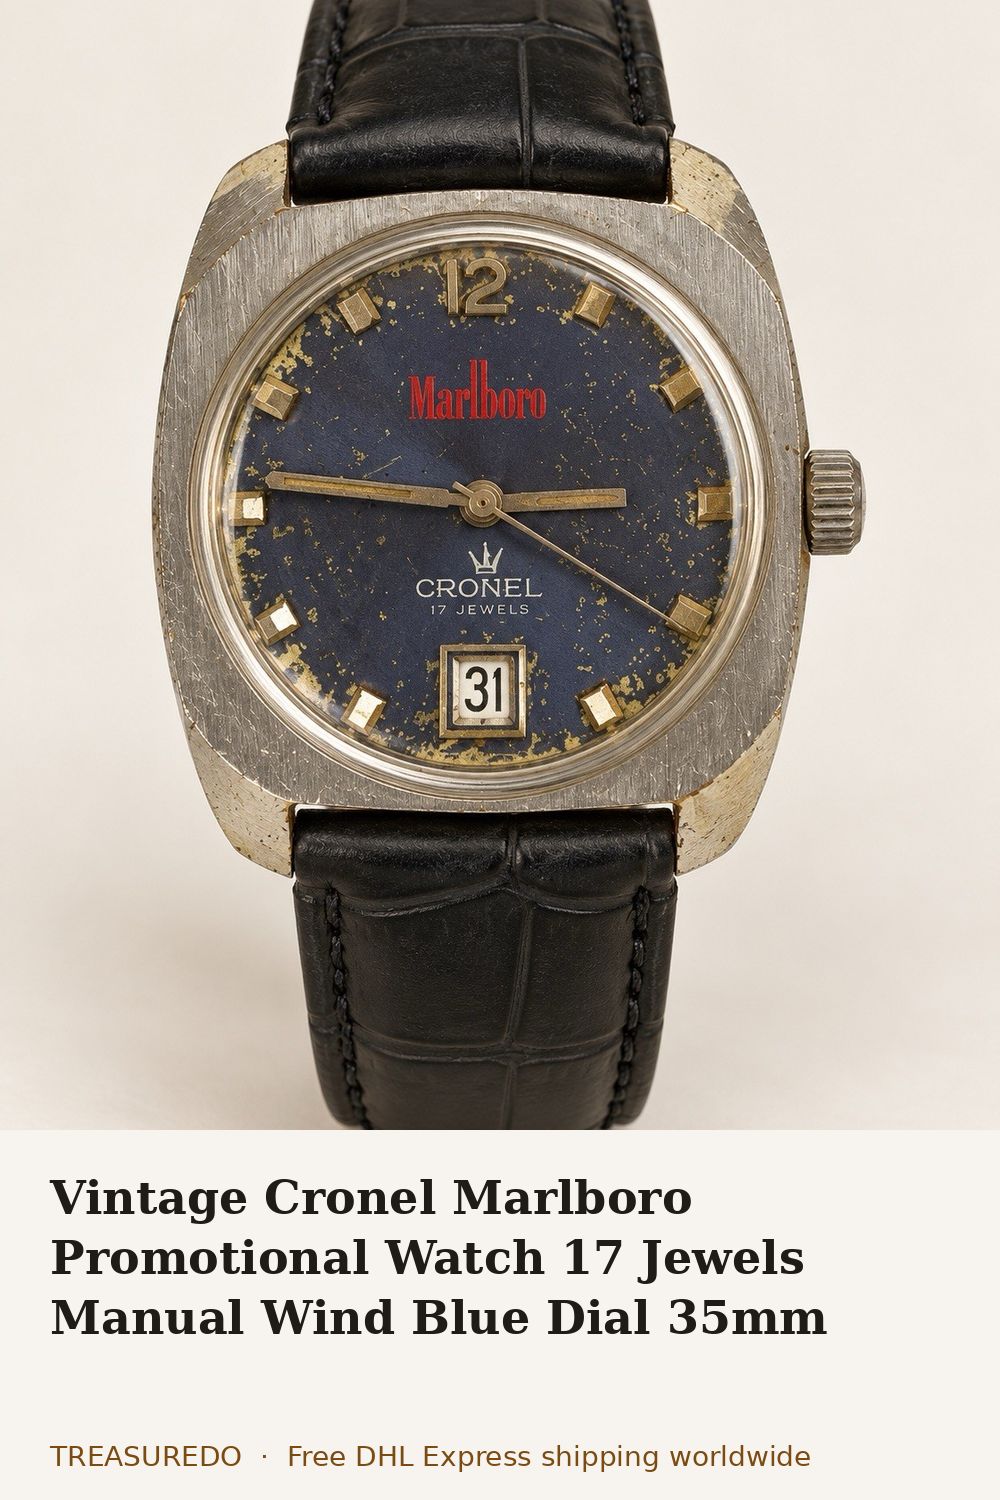 12
Marlboro
CRONEL
17 JEWELS
31
Vintage Cronel Marlboro
Promotional Watch 17 Jewels
Manual Wind Blue Dial 35mm
TREASUREDO · Free DHL Express shipping worldwide